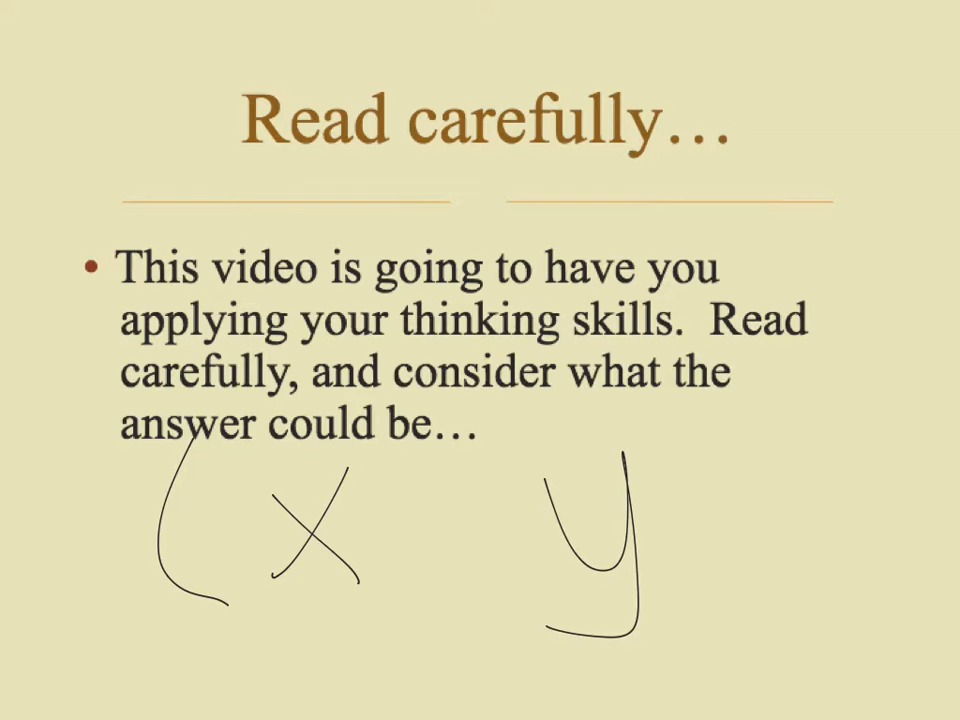 Read carefully…
• This video is going to have you
applying your thinking skills.  Read
carefully, and consider what the
answer could be…
( x y